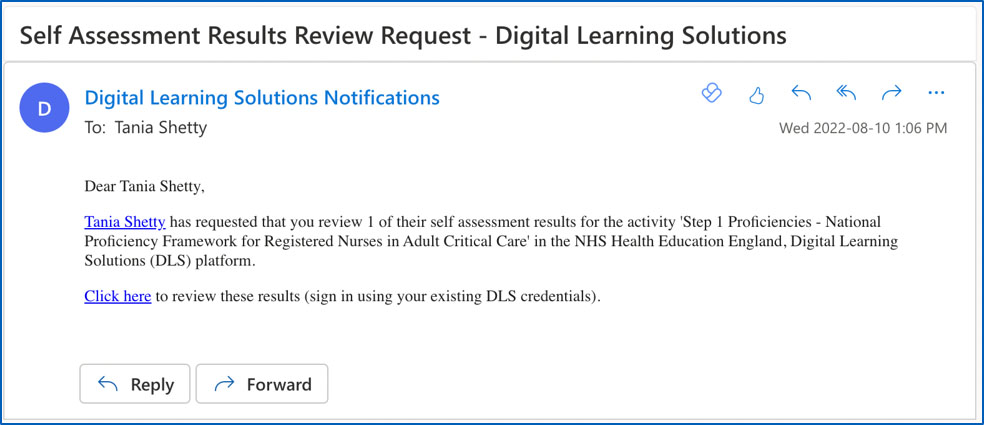 Self Assessment Results Review Request - Digital Learning Solutions
D
Digital Learning Solutions Notifications
To: Tania Shetty
Wed 2022-08-10 1:06 PM
Dear Tania Shetty,
Tania Shetty has requested that you review 1 of their self assessment results for the activity 'Step 1 Proficiencies - National
Proficiency Framework for Registered Nurses in Adult Critical Care' in the NHS Health Education England, Digital Learning
Solutions (DLS) platform.
Click here to review these results (sign in using your existing DLS credentials).
Reply
Forward